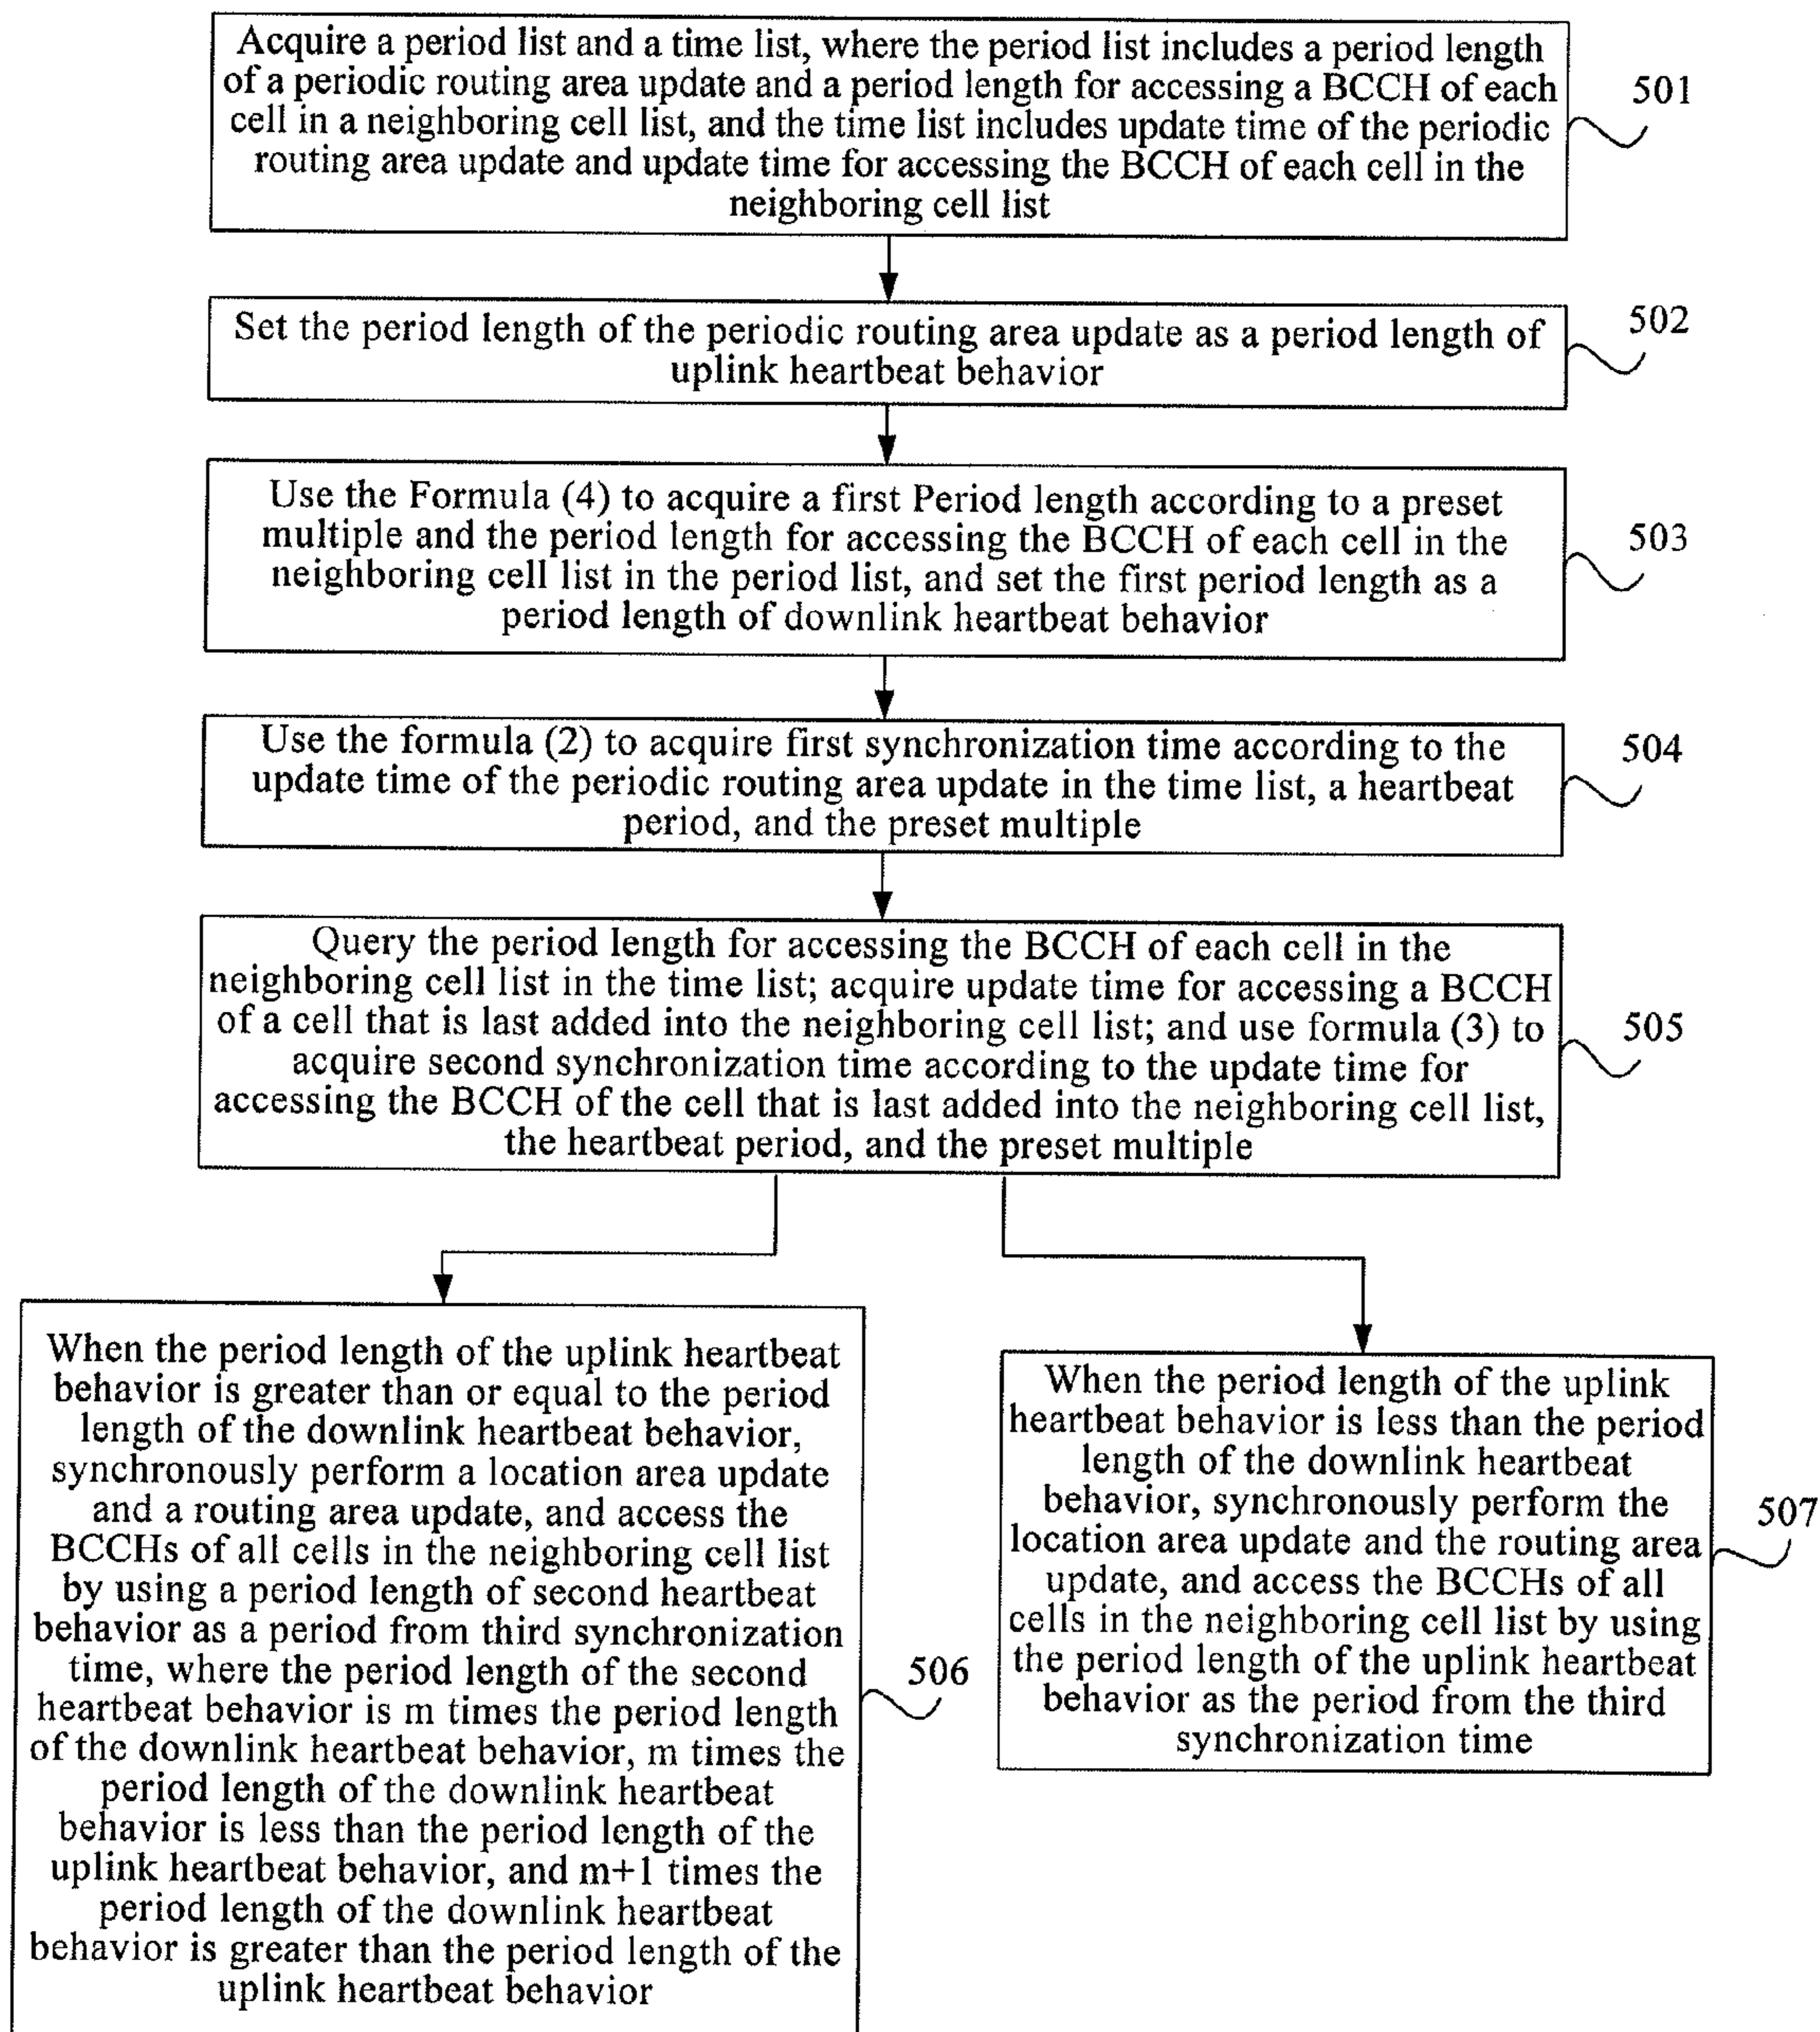 Acquire a period list and a time list, where the period list includes a period length
of a periodic routing area update and a period length for accessing a BCCH of each
cell in a neighboring cell list, and the time list includes update time of the periodic
routing area update and update time for accessing the BCCH of each cell in the
neighboring cell list
501
Set the period length of the periodic routing area update as a period length of
uplink heartbeat behavior
502
Use the Formula (4) to acquire a first Period length according to a preset
multiple and the period length for accessing the BCCH of each cell in the
neighboring cell list in the period list, and set the first period length as a
period length of downlink heartbeat behavior
503
Use the formula (2) to acquire first synchronization time according to the
update time of the periodic routing area update in the time list, a heartbeat
period, and the preset multiple
504
Query the period length for accessing the BCCH of each cell in the
neighboring cell list in the time list; acquire update time for accessing a BCCH
of a cell that is last added into the neighboring cell list; and use formula (3) to
acquire second synchronization time according to the update time for
accessing the BCCH of the cell that is last added into the neighboring cell list,
the heartbeat period, and the preset multiple
505
When the period length of the uplink heartbeat
behavior is greater than or equal to the period
length of the downlink heartbeat behavior,
synchronously perform a location area update
and a routing area update, and access the
BCCHs of all cells in the neighboring cell list
by using a period length of second heartbeat
behavior as a period from third synchronization
time, where the period length of the second
heartbeat behavior is m times the period length
of the downlink heartbeat behavior, m times the
period length of the downlink heartbeat
behavior is less than the period length of the
uplink heartbeat behavior, and m+1 times the
period length of the downlink heartbeat
behavior is greater than the period length of the
uplink heartbeat behavior
506
When the period length of the uplink
heartbeat behavior is less than the period
length of the downlink heartbeat
behavior, synchronously perform the
location area update and the routing area
update, and access the BCCHs of all
cells in the neighboring cell list by using
the period length of the uplink heartbeat
behavior as the period from the third
synchronization time
507